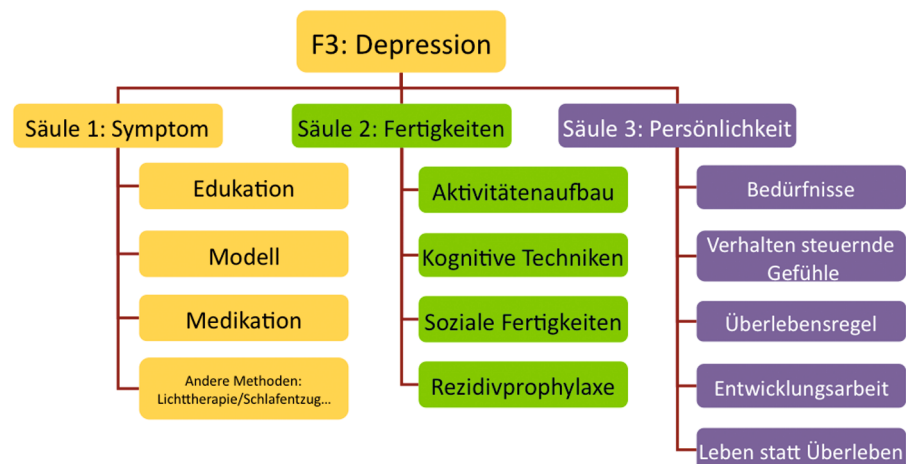 F3: Depression
Säule 1: Symptom
Edukation
Modell
Medikation
Andere Methoden:
Lichttherapie/Schlafentzug...
Säule 2: Fertigkeiten
Aktivitätenaufbau
Kognitive Techniken
Soziale Fertigkeiten
Rezidivprophylaxe
Säule 3: Persönlichkeit
Bedürfnisse
Verhalten steuernde
Gefühle
Überlebensregel
Entwicklungsarbeit
Leben statt Überleben